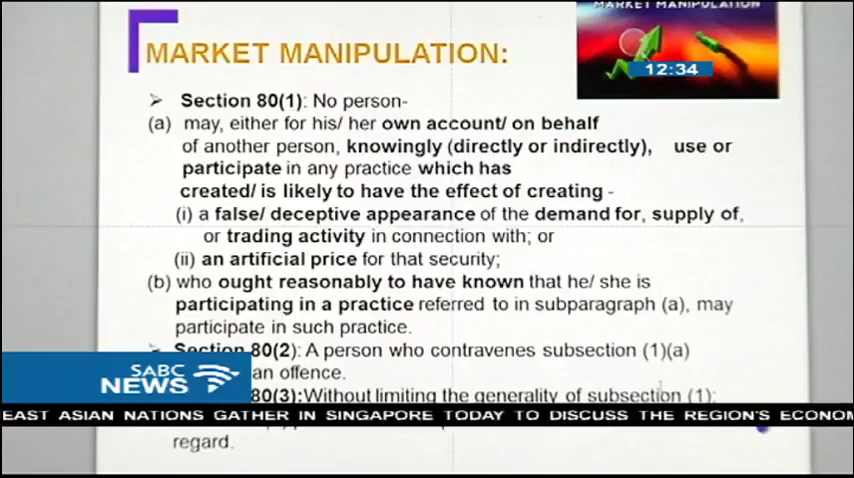 MARKET MANIPULATION
12:34
MARKET MANIPULATION:
➤ Section 80(1): No person-
(a) may, either for his/ her own account/ on behalf
of another person, knowingly (directly or indirectly), use or
participate in any practice which has
created/ is likely to have the effect of creating -
(i) a false/ deceptive appearance of the demand for, supply of,
or trading activity in connection with; or
(ii) an artificial price for that security;
(b) who ought reasonably to have known that he/ she is
participating in a practice referred to in subparagraph (a), may
participate in such practice.
➤ Section 80(2): A person who contravenes subsection (1)(a)
an offence.
80(3):Without limiting the generality of subsection (1);
regard.
SABC
NEWS
EAST ASIAN NATIONS GATHER IN SINGAPORE TODAY TO DISCUSS THE REGION'S ECONOM